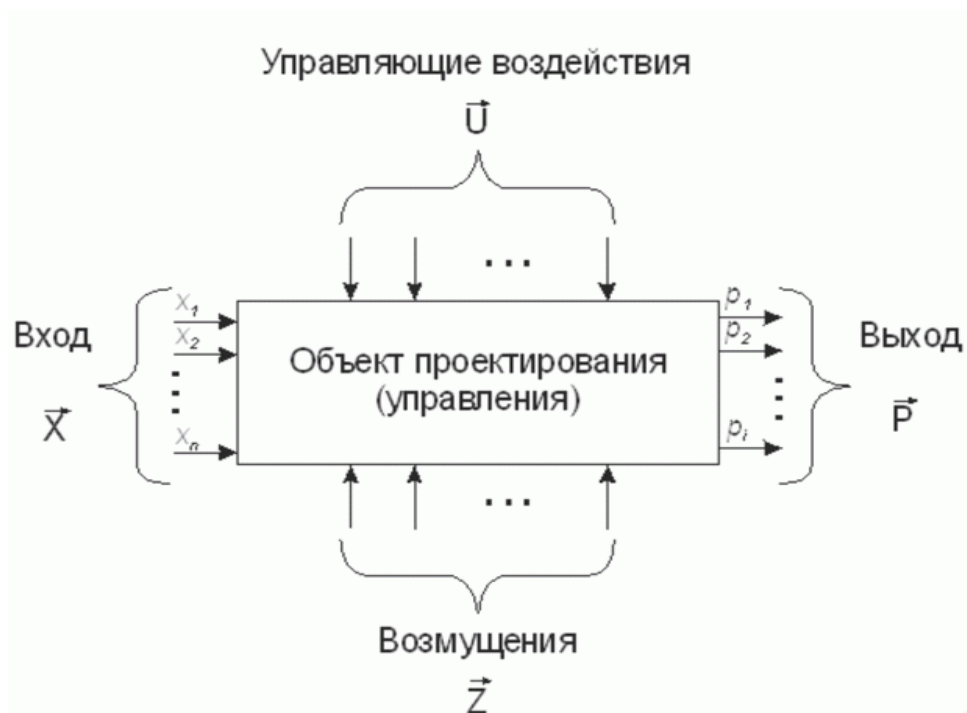 Управляющие воздействия
U
. . .
x1
x2
xn
Вход
X
Объект проектирования
(управления)
p1
p2
pi
Выход
P
. . .
Возмущения
Z